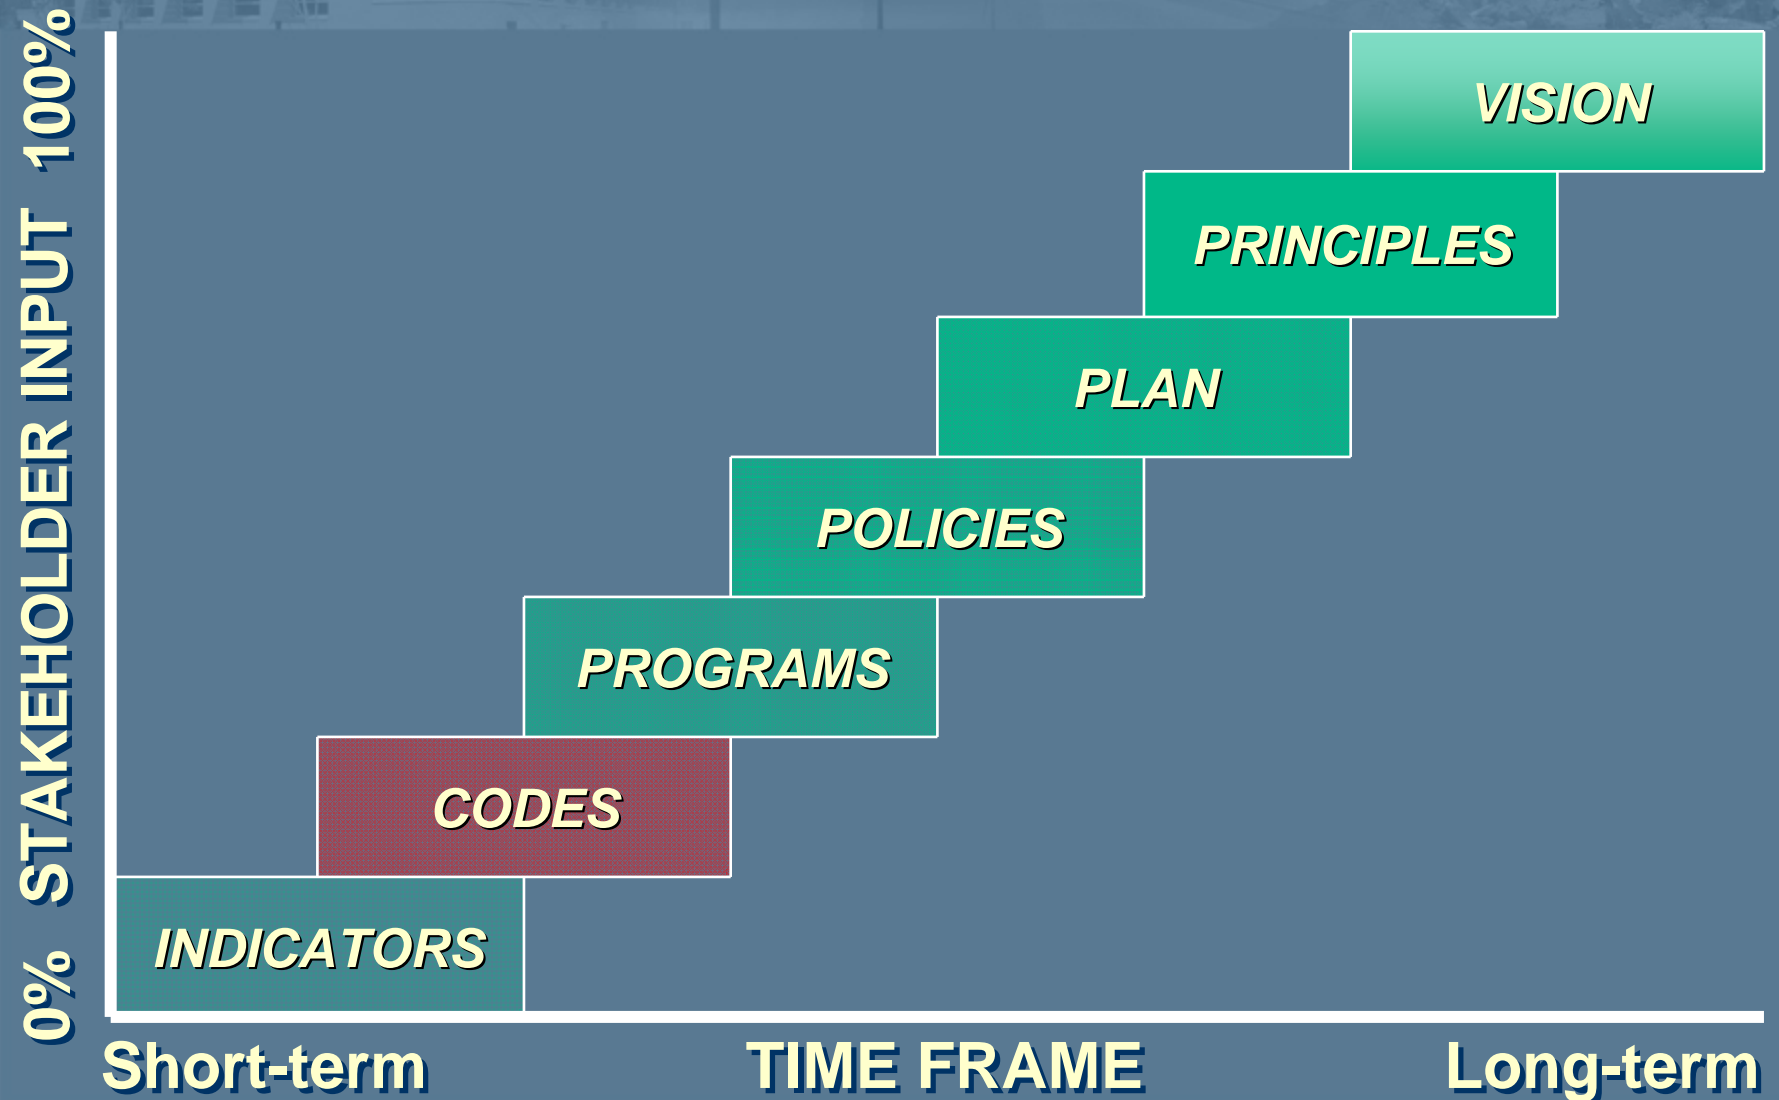 0% STAKEHOLDER INPUT 100%
VISION
PRINCIPLES
PLAN
POLICIES
PROGRAMS
CODES
INDICATORS
Short-term TIME FRAME Long-term